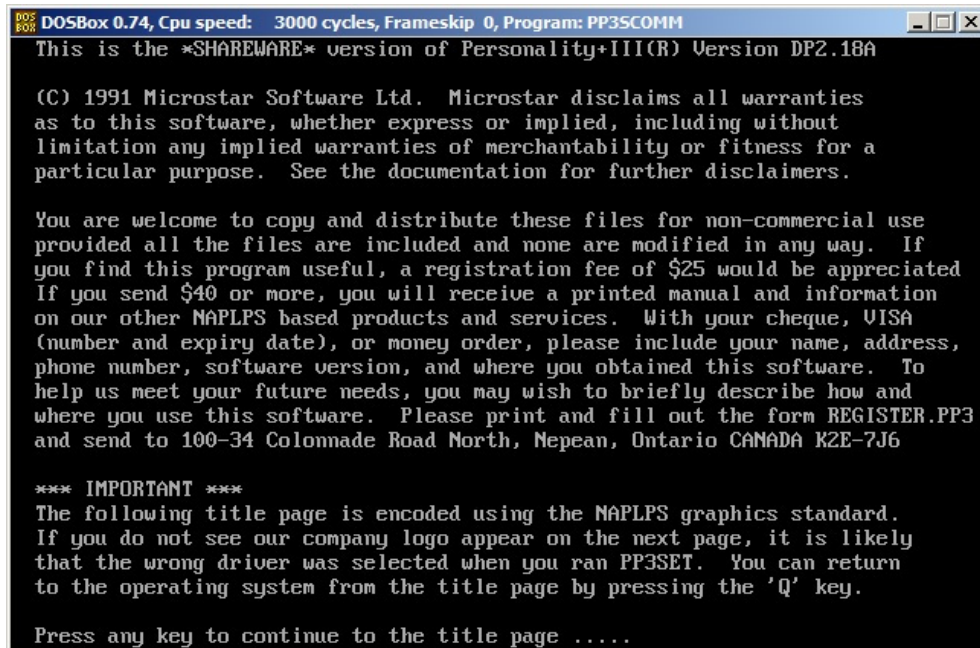 DOSBox 0.74, Cpu speed: 3000 cycles, Frameskip 0, Program: PP3SCOMM
This is the *SHAREWARE* version of Personality+III(R) Version DP2.18A
(C) 1991 Microstar Software Ltd. Microstar disclaims all warranties
as to this software, whether express or implied, including without
limitation any implied warranties of merchantability or fitness for a
particular purpose. See the documentation for further disclaimers.
You are welcome to copy and distribute these files for non-commercial use
provided all the files are included and none are modified in any way. If
you find this program useful, a registration fee of $25 would be appreciated
If you send $40 or more, you will receive a printed manual and information
on our other NAPLPS based products and services. With your cheque, VISA
(number and expiry date), or money order, please include your name, address,
phone number, software version, and where you obtained this software. To
help us meet your future needs, you may wish to briefly describe how and
where you use this software. Please print and fill out the form REGISTER.PP3
and send to 100-34 Colonnade Road North, Nepean, Ontario CANADA K2E-7J6
*** IMPORTANT ***
The following title page is encoded using the NAPLPS graphics standard.
If you do not see our company logo appear on the next page, it is likely
that the wrong driver was selected when you ran PP3SET. You can return
to the operating system from the title page by pressing the 'Q' key.
Press any key to continue to the title page .....